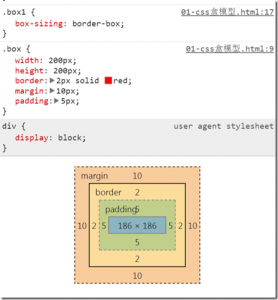 .box1 { 01-css盒模型.html:17
box-sizing: border-box;
}
.box { 01-css盒模型.html:9
width: 200px;
height: 200px;
border: 2px solid red;
margin: 10px;
padding: 5px;
}
div { user agent stylesheet
display: block;
}
margin 10
border 2
padding 5
10 2 5 186 × 186 5 2 10
5
2
10